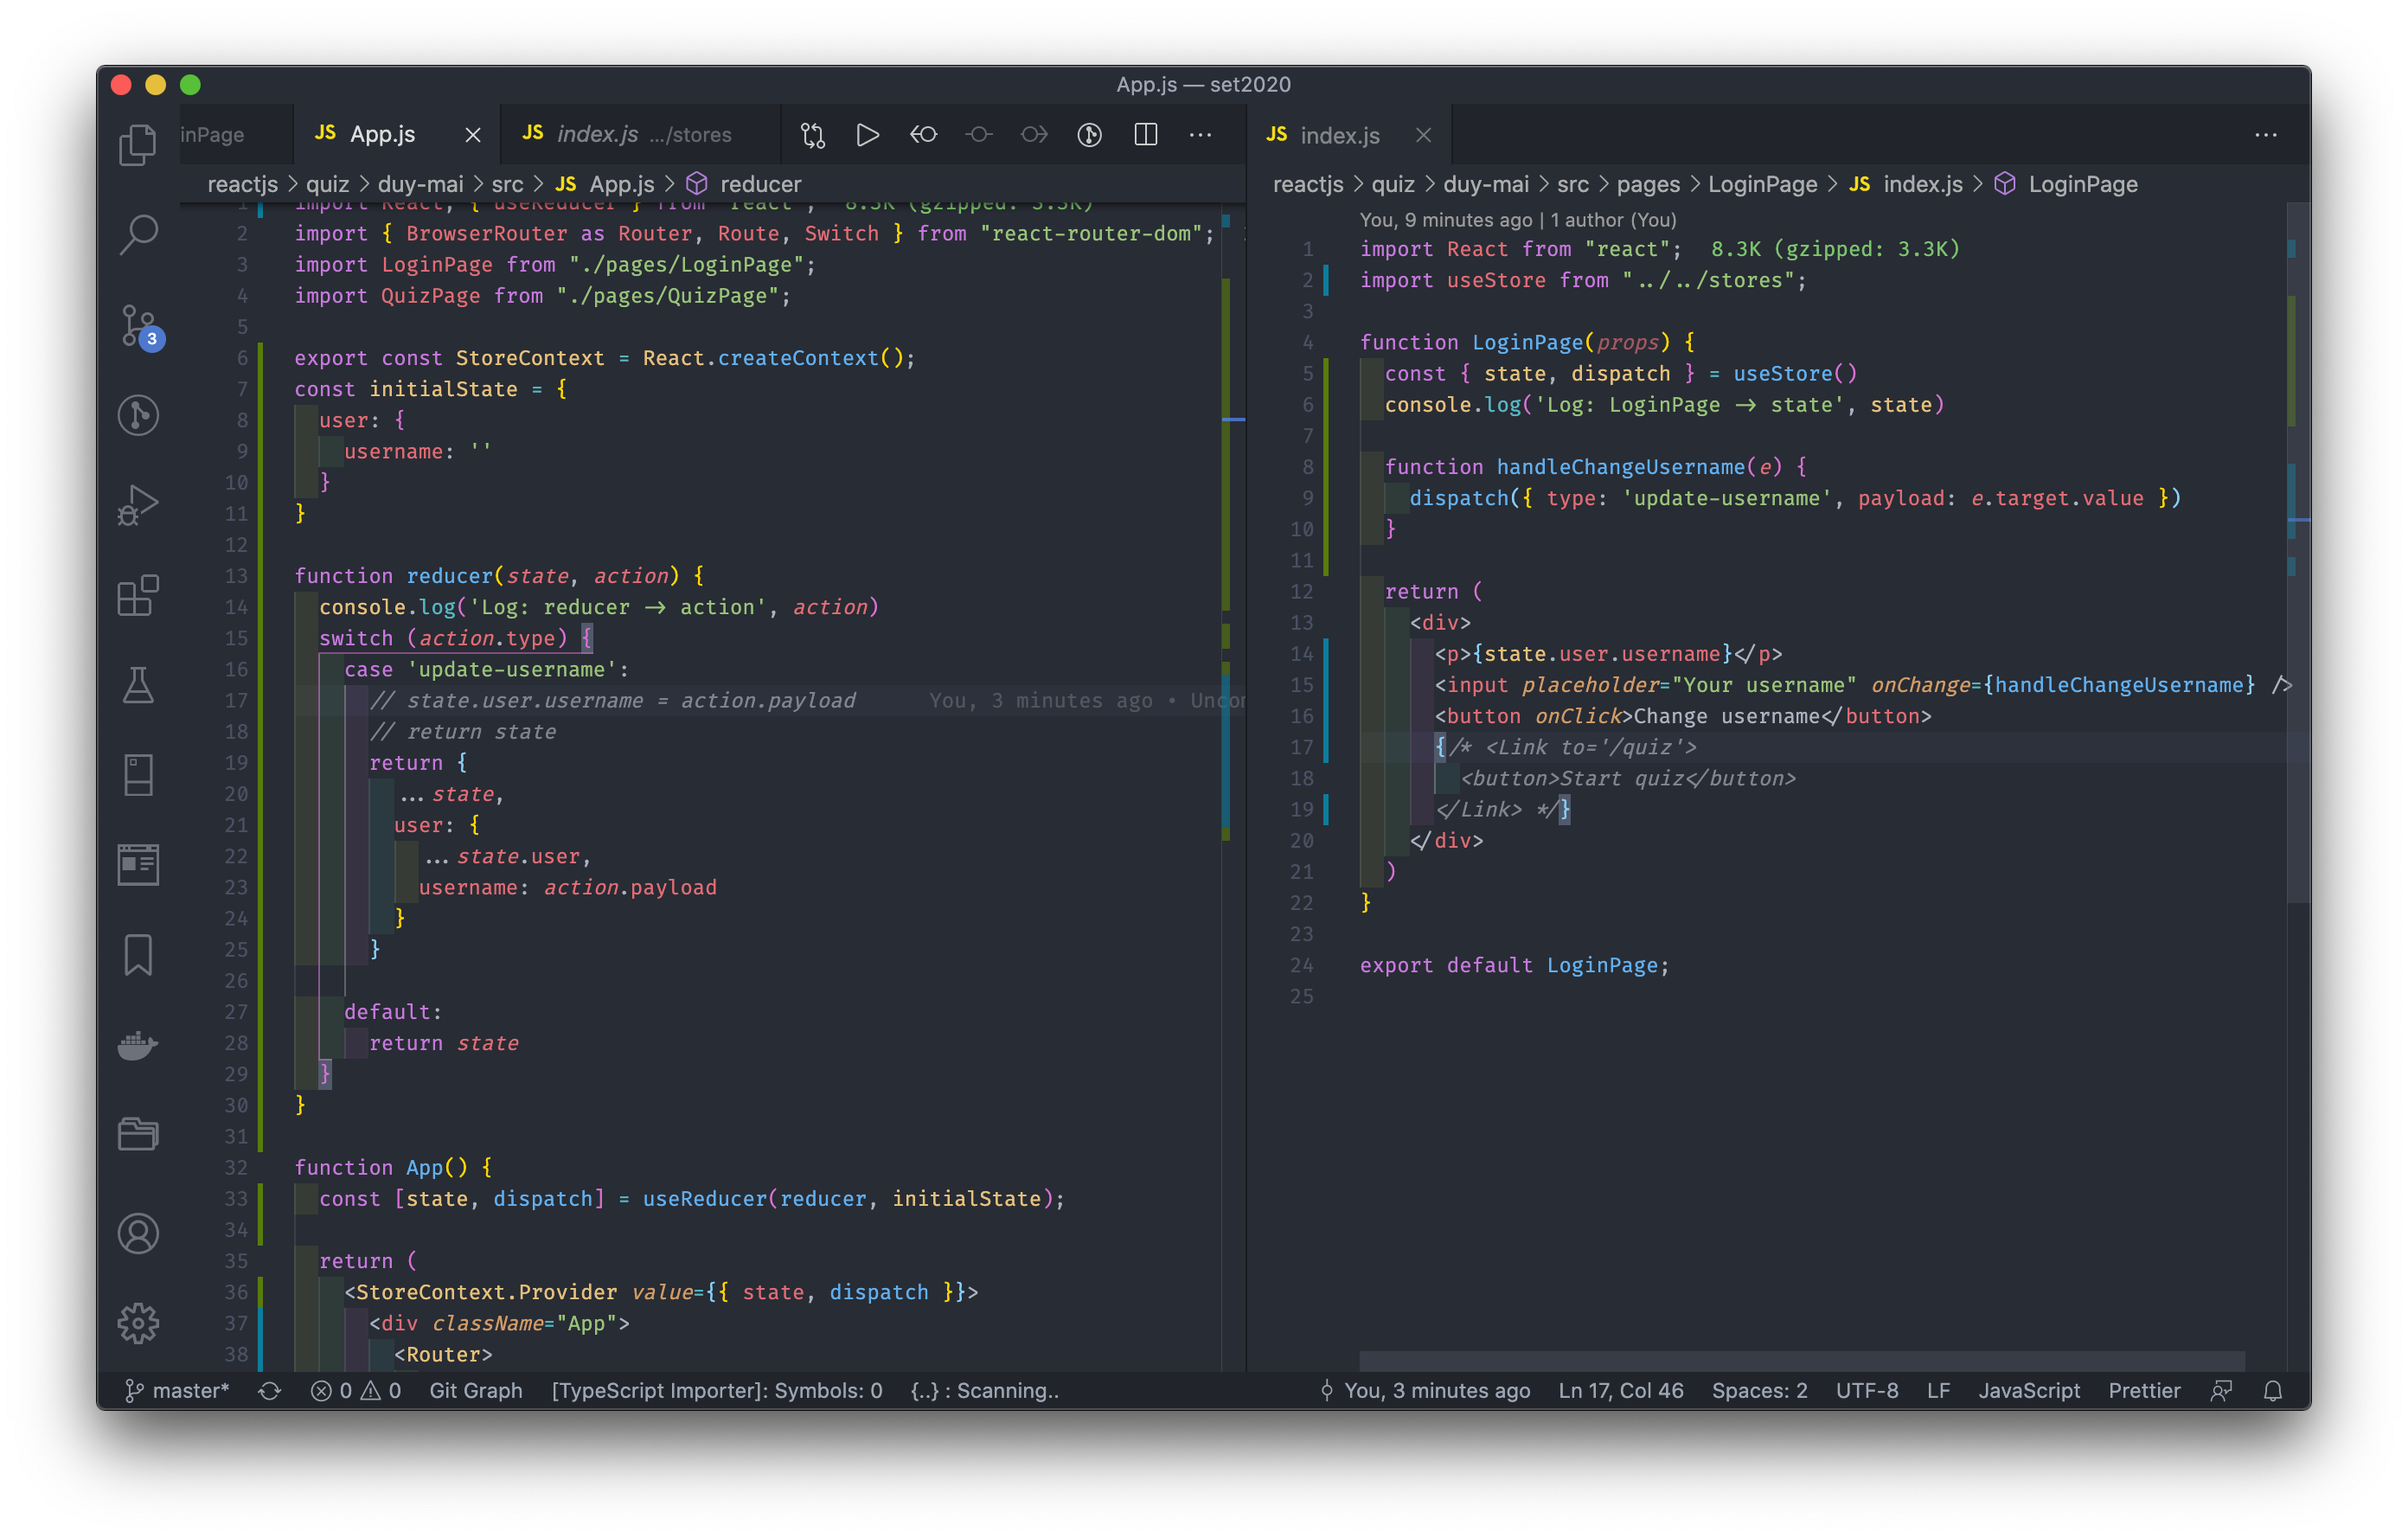 App.js — set2020
inPage
JS App.js
JS index.js .../stores
JS index.js
reactjs > quiz > duy-mai > src > JS App.js > reducer
1 import React, { useReducer } from "react"; 8.3K (gzipped: 3.3K)
2 import { BrowserRouter as Router, Route, Switch } from "react-router-dom";
3 import LoginPage from "./pages/LoginPage";
4 import QuizPage from "./pages/QuizPage";
5
6 export const StoreContext = React.createContext();
7 const initialState = {
8 user: {
9 username: ''
10 }
11 }
12
13 function reducer(state, action) {
14 console.log('Log: reducer -> action', action)
15 switch (action.type) {
16 case 'update-username':
17 // state.user.username = action.payload You, 3 minutes ago • Uncom
18 // return state
19 return {
20 ...state,
21 user: {
22 ...state.user,
23 username: action.payload
24 }
25 }
26
27 default:
28 return state
29 }
30 }
31
32 function App() {
33 const [state, dispatch] = useReducer(reducer, initialState);
34
35 return (
36 <StoreContext.Provider value={{ state, dispatch }}>
37 <div className="App">
38 <Router>
reactjs > quiz > duy-mai > src > pages > LoginPage > JS index.js > LoginPage
You, 9 minutes ago | 1 author (You)
1 import React from "react"; 8.3K (gzipped: 3.3K)
2 import useStore from "../../stores";
3
4 function LoginPage(props) {
5 const { state, dispatch } = useStore()
6 console.log('Log: LoginPage -> state', state)
7
8 function handleChangeUsername(e) {
9 dispatch({ type: 'update-username', payload: e.target.value })
10 }
11
12 return (
13 <div>
14 <p>{state.user.username}</p>
15 <input placeholder="Your username" onChange={handleChangeUsername} />
16 <button onClick>Change username</button>
17 {/* <Link to='/quiz'>
18 <button>Start quiz</button>
19 </Link> */}
20 </div>
21 )
22 }
23
24 export default LoginPage;
25
3
master* 0 0 Git Graph [TypeScript Importer]: Symbols: 0 {..} : Scanning.. You, 3 minutes ago Ln 17, Col 46 Spaces: 2 UTF-8 LF JavaScript Prettier